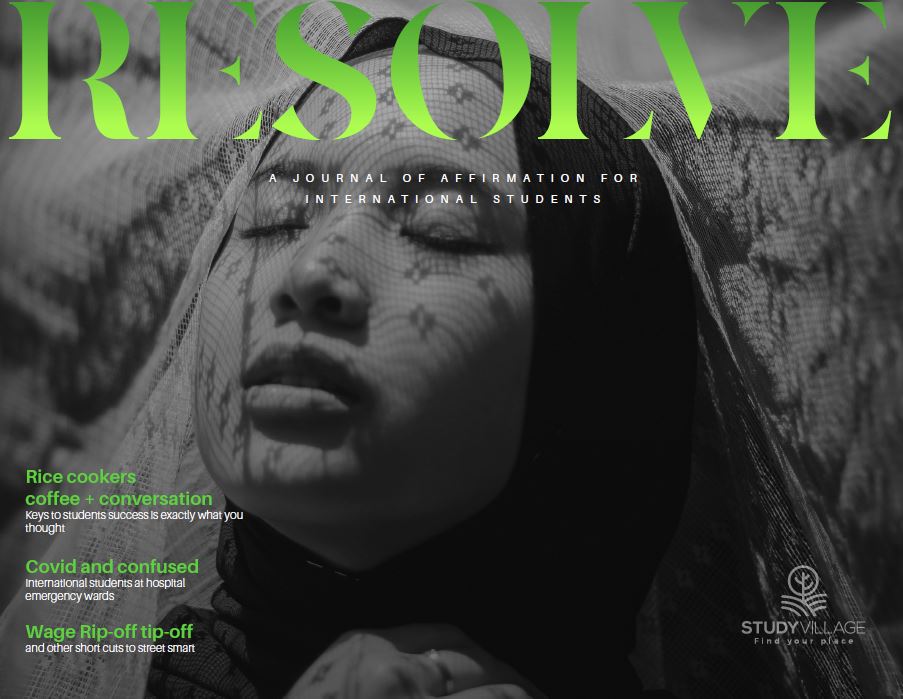 RESOLVE
A JOURNAL OF AFFIRMATION FOR
INTERNATIONAL STUDENTS
Rice cookers
coffee + conversation
Keys to students success is exactly what you
thought
Covid and confused
International students at hospital
emergency wards
Wage Rip-off tip-off
and other short cuts to street smart
STUDYVILLAGE
Find your place